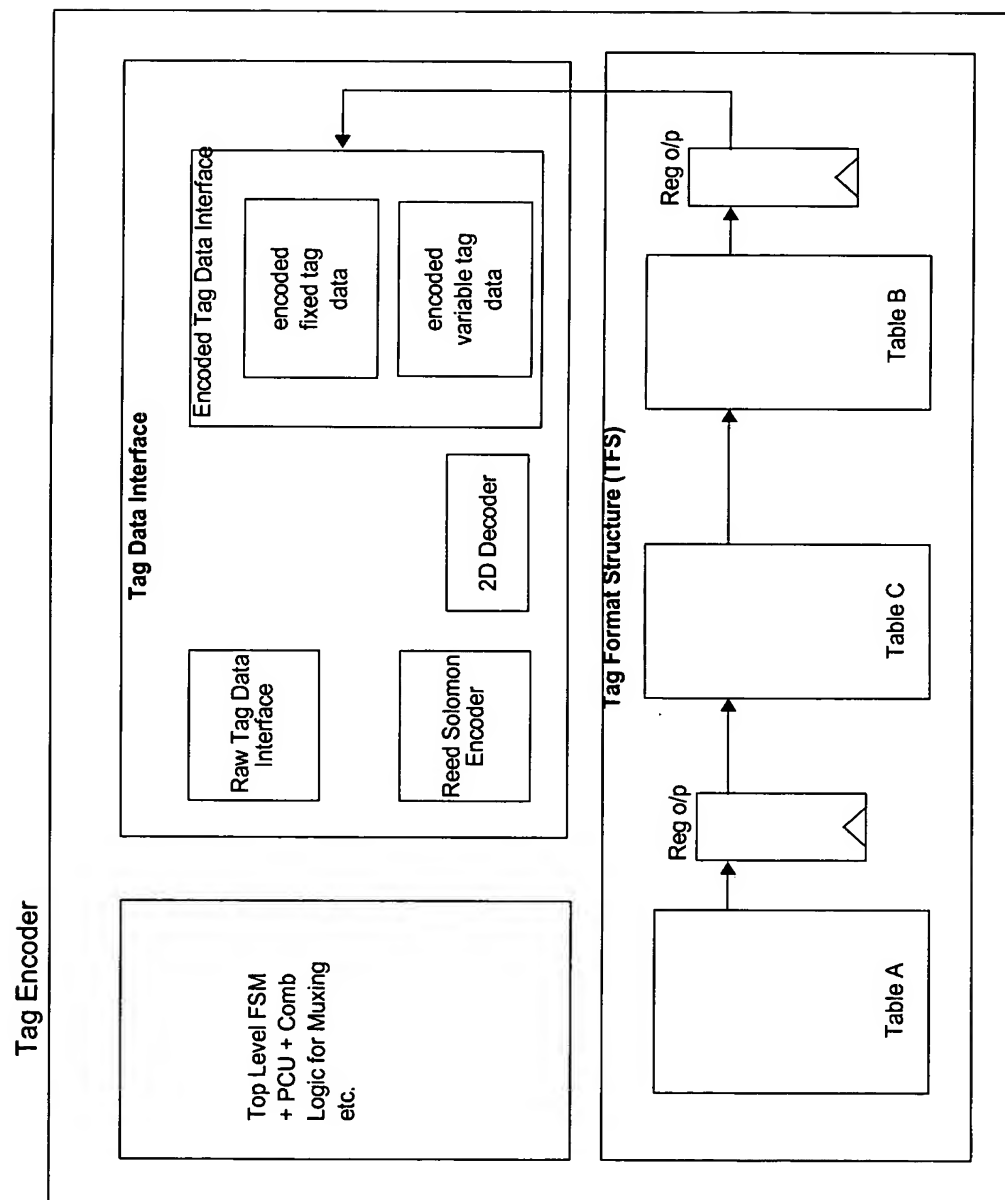 Tag Encoder
Top Level FSM
+ PCU + Comb
Logic for Muxing
etc.
Tag Data Interface
Raw Tag Data
Interface
Reed Solomon
Encoder
2D Decoder
Encoded Tag Data Interface
encoded
fixed tag
data
encoded
variable tag
data
Tag Format Structure (TFS)
Table A
Reg o/p
Table C
Table B
Reg o/p